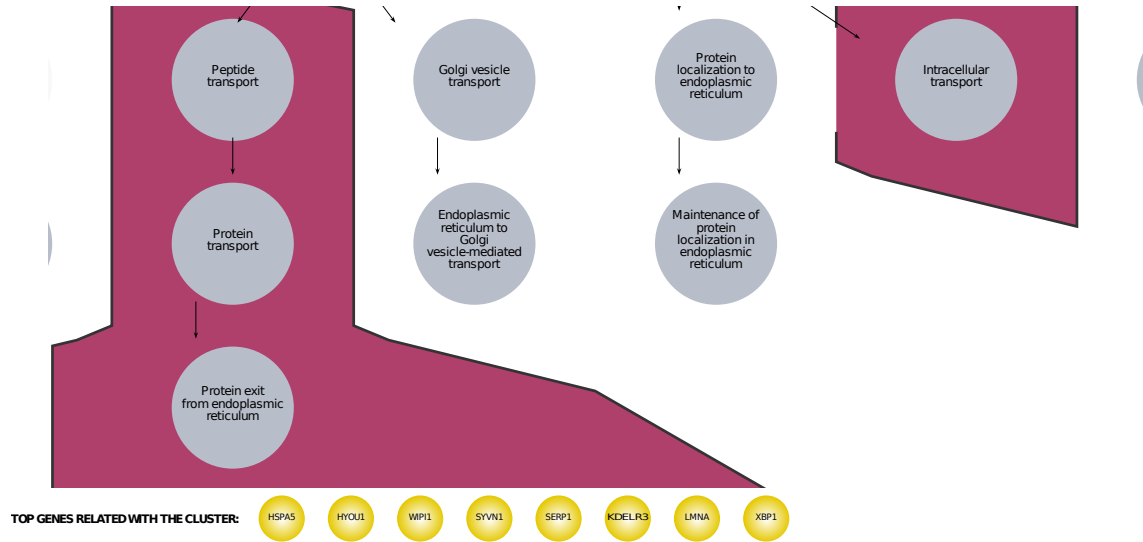 Peptide
transport
Golgi vesicle
transport
Protein
localization to
endoplasmic
reticulum
Intracellular
transport
Protein
transport
Endoplasmic
reticulum to
Golgi
vesicle-mediated
transport
Maintenance of
protein
localization in
endoplasmic
reticulum
Protein exit
from endoplasmic
reticulum
TOP GENES RELATED WITH THE CLUSTER: HSPA5 HYOU1 WIPI1 SYVN1 SERP1 KDELR3 LMNA XBP1